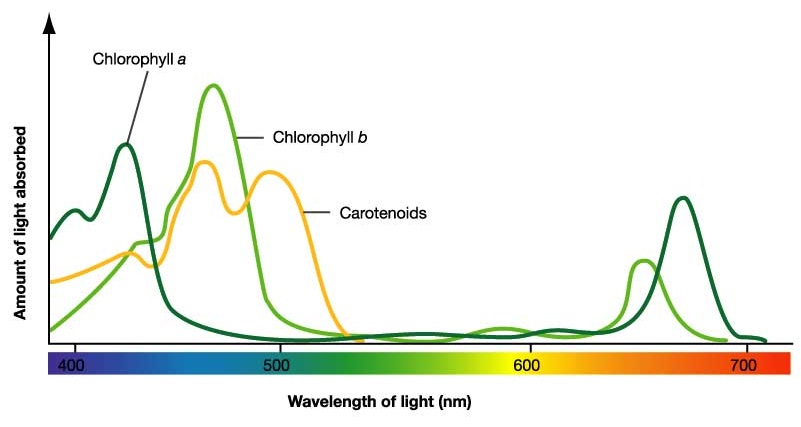 Chlorophyll a
Chlorophyll b
Carotenoids
Amount of light absorbed
400 500 600 700
Wavelength of light (nm)